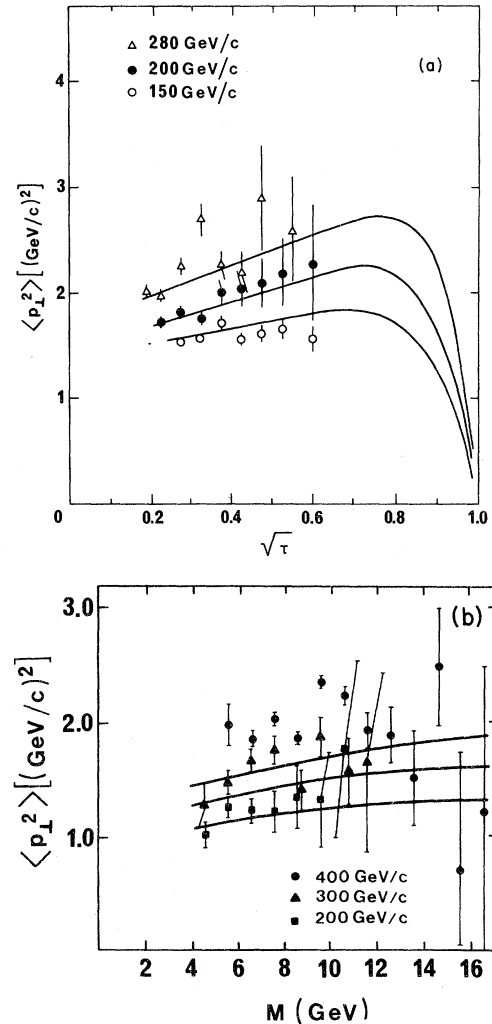 4
△ 280 GeV/c
● 200 GeV/c
○ 150 GeV/c
(a)
3
<p⊥²>[(GeV/c)²]
2
1
0 0.2 0.4 0.6 0.8 1.0
√τ
3.0
(b)
<p⊥²>[(GeV/c)²]
2.0
1.0
● 400 GeV/c
▲ 300 GeV/c
■ 200 GeV/c
2 4 6 8 10 12 14 16
M (GeV)